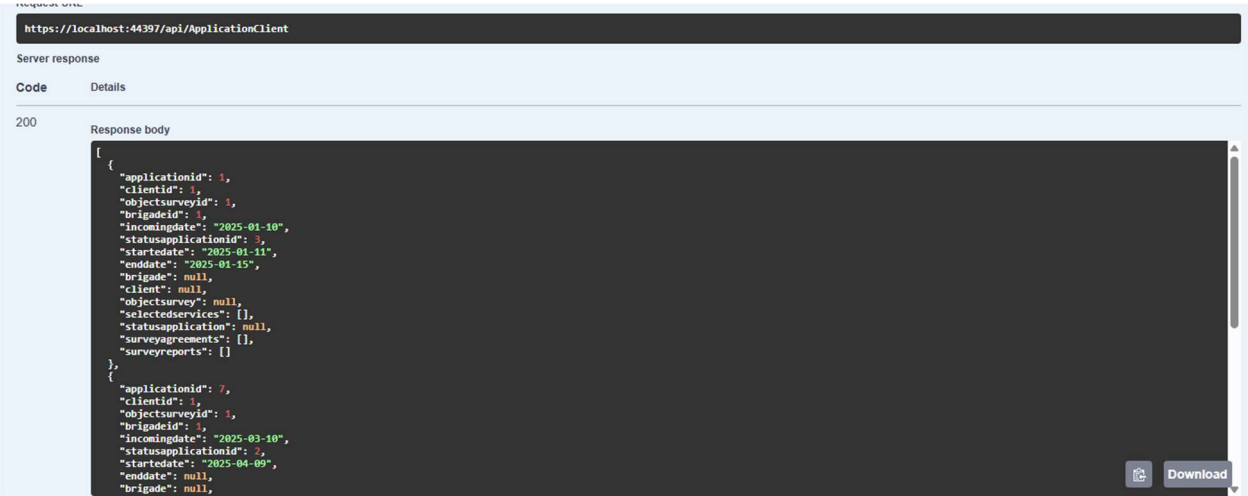 Request URL
https://localhost:44397/api/ApplicationClient
Server response
Code Details
200
Response body
[
{
"applicationid": 1,
"clientid": 1,
"objectsurveyid": 1,
"brigadeid": 1,
"incomingdate": "2025-01-10",
"statusapplicationid": 3,
"startedate": "2025-01-11",
"enddate": "2025-01-15",
"brigade": null,
"client": null,
"objectsurvey": null,
"selectedservices": [],
"statusapplication": null,
"surveyagreements": [],
"surveyreports": []
},
{
"applicationid": 7,
"clientid": 1,
"objectsurveyid": 1,
"brigadeid": 1,
"incomingdate": "2025-03-10",
"statusapplicationid": 2,
"startedate": "2025-04-09",
"enddate": null,
"brigade": null,
Download